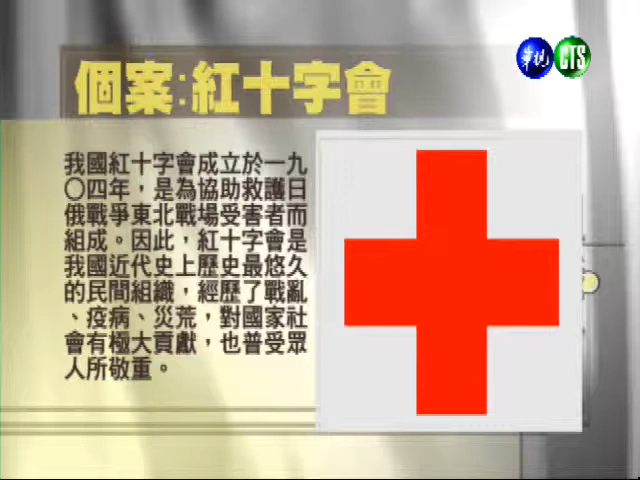 華視 CTS
個案:紅十字會
我國紅十字會成立於一九
〇四年，是為協助救護日
俄戰爭東北戰場受害者而
組成。因此，紅十字會是
我國近代史上歷史最悠久
的民間組織，經歷了戰亂
、疫病、災荒，對國家社
會有極大貢獻，也普受眾
人所敬重。